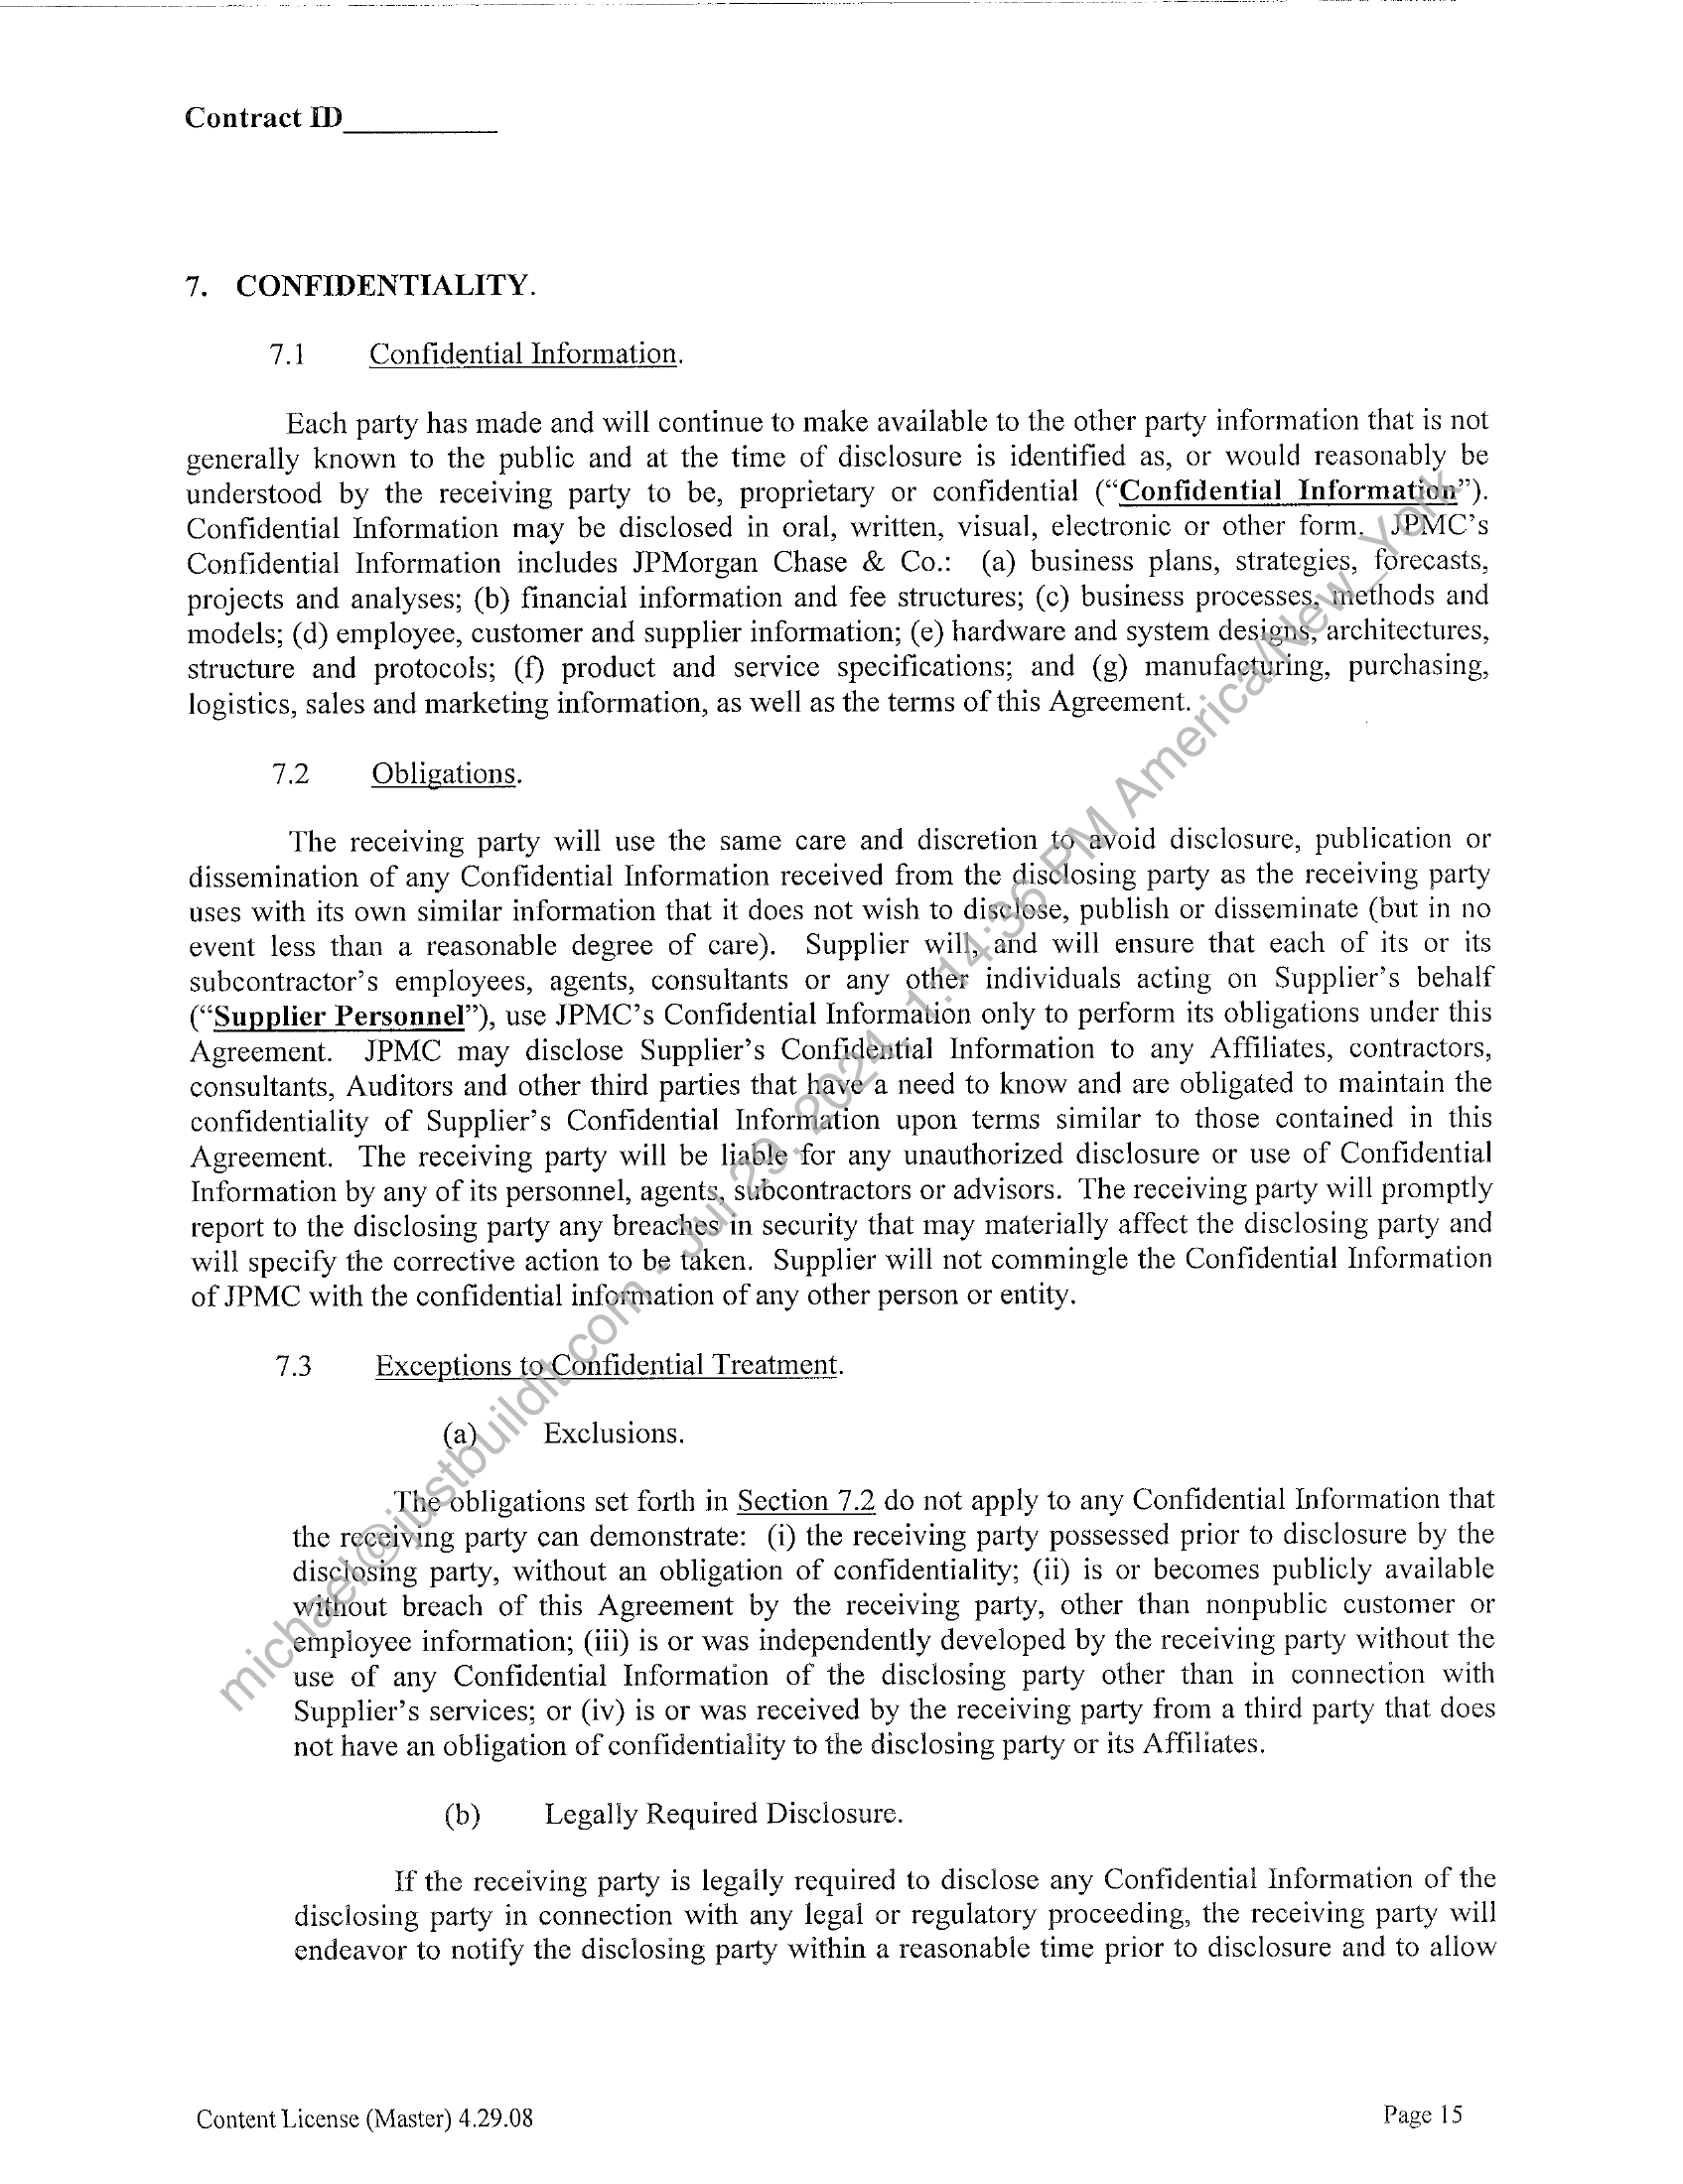 Contract ID__________
7. CONFIDENTIALITY.
7.1 Confidential Information.
Each party has made and will continue to make available to the other party information that is not
generally known to the public and at the time of disclosure is identified as, or would reasonably be
understood by the receiving party to be, proprietary or confidential (“Confidential Information”).
Confidential Information may be disclosed in oral, written, visual, electronic or other form. JPMC’s
Confidential Information includes JPMorgan Chase & Co.: (a) business plans, strategies, forecasts,
projects and analyses; (b) financial information and fee structures; (c) business processes, methods and
models; (d) employee, customer and supplier information; (e) hardware and system designs, architectures,
structure and protocols; (f) product and service specifications; and (g) manufacturing, purchasing,
logistics, sales and marketing information, as well as the terms of this Agreement.
7.2 Obligations.
The receiving party will use the same care and discretion to avoid disclosure, publication or
dissemination of any Confidential Information received from the disclosing party as the receiving party
uses with its own similar information that it does not wish to disclose, publish or disseminate (but in no
event less than a reasonable degree of care). Supplier will, and will ensure that each of its or its
subcontractor’s employees, agents, consultants or any other individuals acting on Supplier’s behalf
(“Supplier Personnel”), use JPMC’s Confidential Information only to perform its obligations under this
Agreement. JPMC may disclose Supplier’s Confidential Information to any Affiliates, contractors,
consultants, Auditors and other third parties that have a need to know and are obligated to maintain the
confidentiality of Supplier’s Confidential Information upon terms similar to those contained in this
Agreement. The receiving party will be liable for any unauthorized disclosure or use of Confidential
Information by any of its personnel, agents, subcontractors or advisors. The receiving party will promptly
report to the disclosing party any breaches in security that may materially affect the disclosing party and
will specify the corrective action to be taken. Supplier will not commingle the Confidential Information
of JPMC with the confidential information of any other person or entity.
7.3 Exceptions to Confidential Treatment.
(a) Exclusions.
The obligations set forth in Section 7.2 do not apply to any Confidential Information that
the receiving party can demonstrate: (i) the receiving party possessed prior to disclosure by the
disclosing party, without an obligation of confidentiality; (ii) is or becomes publicly available
without breach of this Agreement by the receiving party, other than nonpublic customer or
employee information; (iii) is or was independently developed by the receiving party without the
use of any Confidential Information of the disclosing party other than in connection with
Supplier’s services; or (iv) is or was received by the receiving party from a third party that does
not have an obligation of confidentiality to the disclosing party or its Affiliates.
(b) Legally Required Disclosure.
If the receiving party is legally required to disclose any Confidential Information of the
disclosing party in connection with any legal or regulatory proceeding, the receiving party will
endeavor to notify the disclosing party within a reasonable time prior to disclosure and to allow
Content License (Master) 4.29.08 Page 15
michael@justbuildit.com - Jul 29, 2024, 1:14:36 PM America/New_York